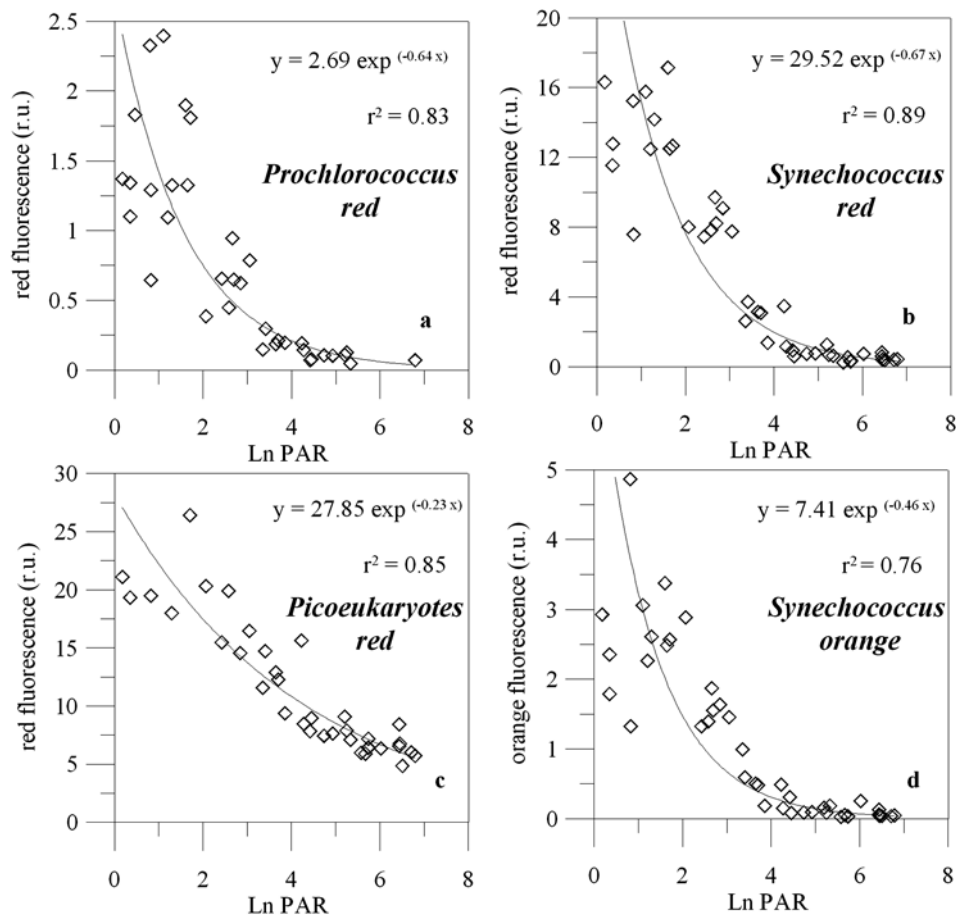 2.5
2
1.5
1
0.5
0
red fluorescence (r.u.)
y = 2.69 exp (-0.64 x)
r² = 0.83
Prochlorococcus
red
a
0 2 4 6 8
Ln PAR
20
16
12
8
4
0
red fluorescence (r.u.)
y = 29.52 exp (-0.67 x)
r² = 0.89
Synechococcus
red
b
0 2 4 6 8
Ln PAR
30
25
20
15
10
5
0
red fluorescence (r.u.)
y = 27.85 exp (-0.23 x)
r² = 0.85
Picoeukaryotes
red
c
0 2 4 6 8
Ln PAR
5
4
3
2
1
0
orange fluorescence (r.u.)
y = 7.41 exp (-0.46 x)
r² = 0.76
Synechococcus
orange
d
0 2 4 6 8
Ln PAR